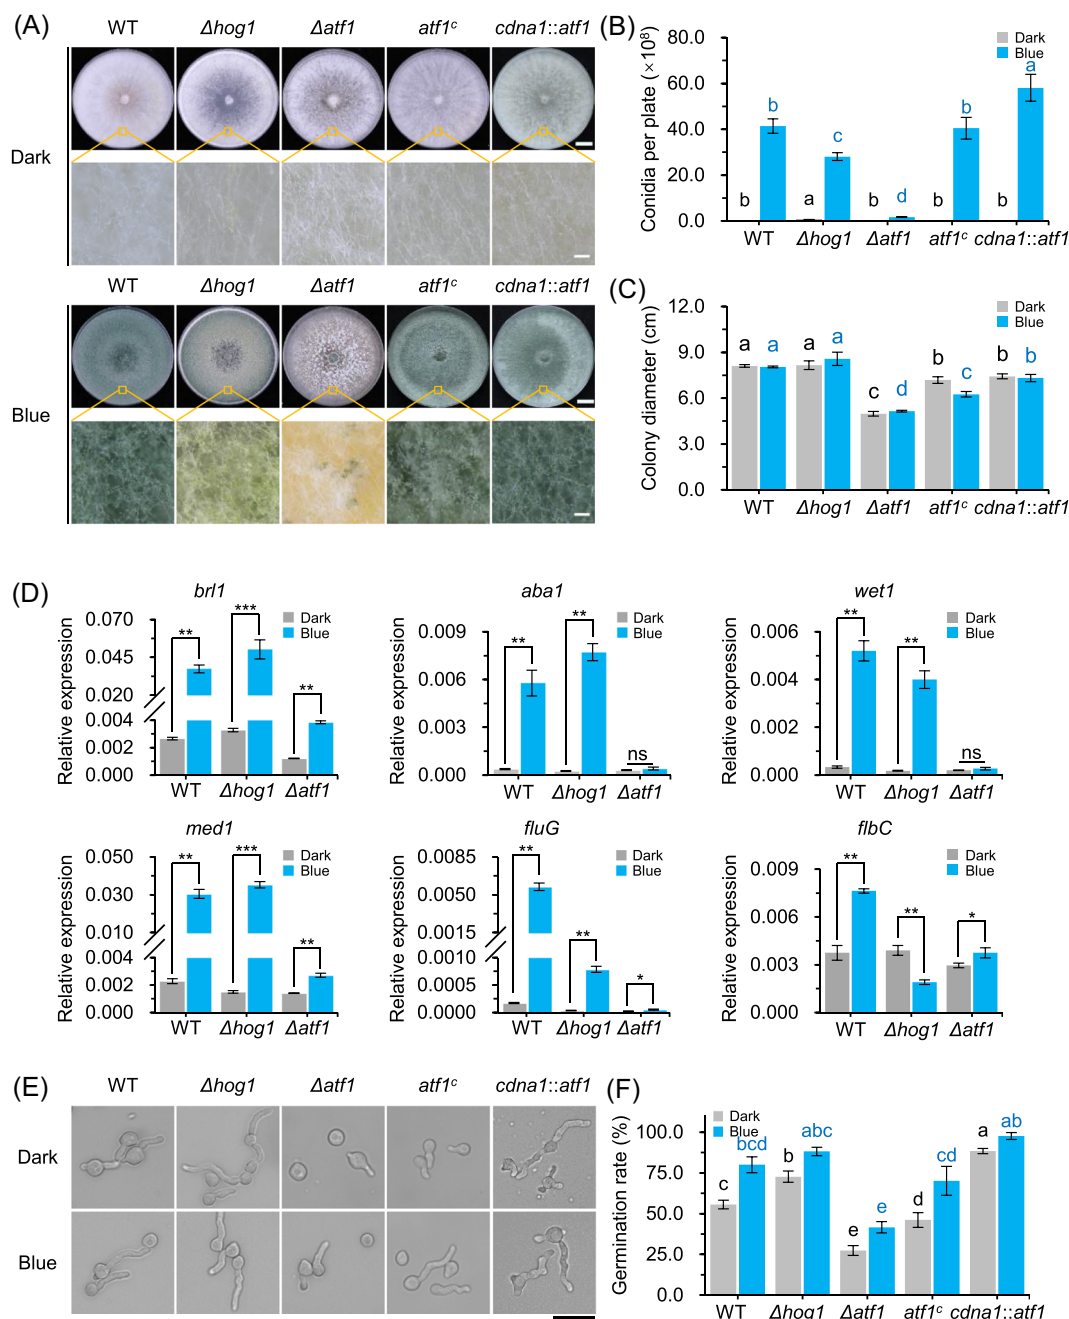 (A)
WT Δhog1 Δatf1 atf1ᶜ cdna1::atf1
Dark
WT Δhog1 Δatf1 atf1ᶜ cdna1::atf1
Blue
(B)
Conidia per plate (×10⁸)
80.0
60.0
40.0
20.0
0.0
Dark
Blue
b b a c b d b b b a
WT Δhog1 Δatf1 atf1ᶜ cdna1::atf1
(C)
Colony diameter (cm)
12.0
9.0
6.0
3.0
0.0
Dark
Blue
a a a a c d b c b b
WT Δhog1 Δatf1 atf1ᶜ cdna1::atf1
(D)
brl1
Relative expression
0.070
0.045
0.020
0.004
0.002
0.000
Dark
Blue
** *** **
WT Δhog1 Δatf1
aba1
Relative expression
0.009
0.006
0.003
0.000
Dark
Blue
** ** ns
WT Δhog1 Δatf1
wet1
Relative expression
0.006
0.004
0.002
0.000
Dark
Blue
** ** ns
WT Δhog1 Δatf1
med1
Relative expression
0.050
0.030
0.010
0.004
0.002
0.000
Dark
Blue
** *** **
WT Δhog1 Δatf1
fluG
Relative expression
0.0085
0.0050
0.0015
0.0010
0.0005
0.0000
Dark
Blue
** ** *
WT Δhog1 Δatf1
flbC
Relative expression
0.009
0.006
0.003
0.000
Dark
Blue
** ** *
WT Δhog1 Δatf1
(E)
WT Δhog1 Δatf1 atf1ᶜ cdna1::atf1
Dark
Blue
(F)
Germination rate (%)
100.0
75.0
50.0
25.0
0.0
Dark
Blue
c bcd b abc e e d cd a ab
WT Δhog1 Δatf1 atf1ᶜ cdna1::atf1